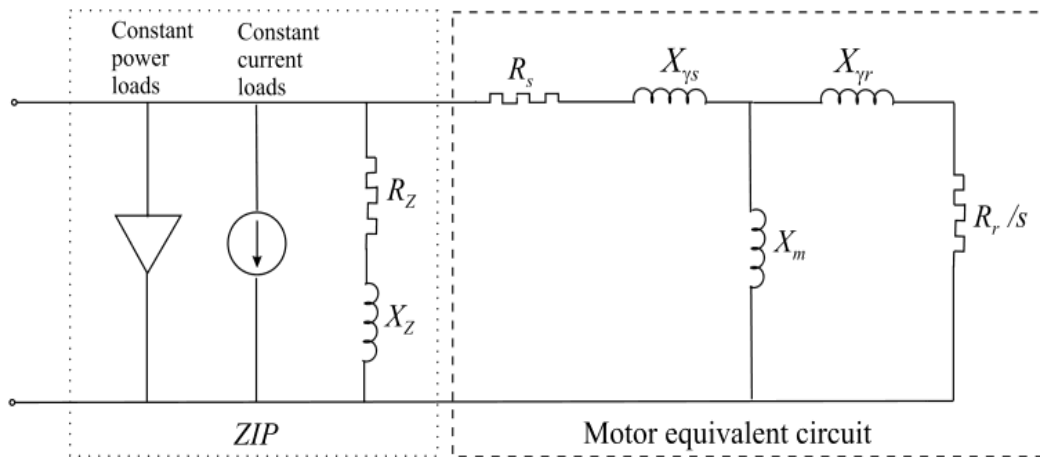 Constant
power
loads
Constant
current
loads
R_Z
X_Z
ZIP
R_s
X_γs
X_γr
X_m
R_r /s
Motor equivalent circuit